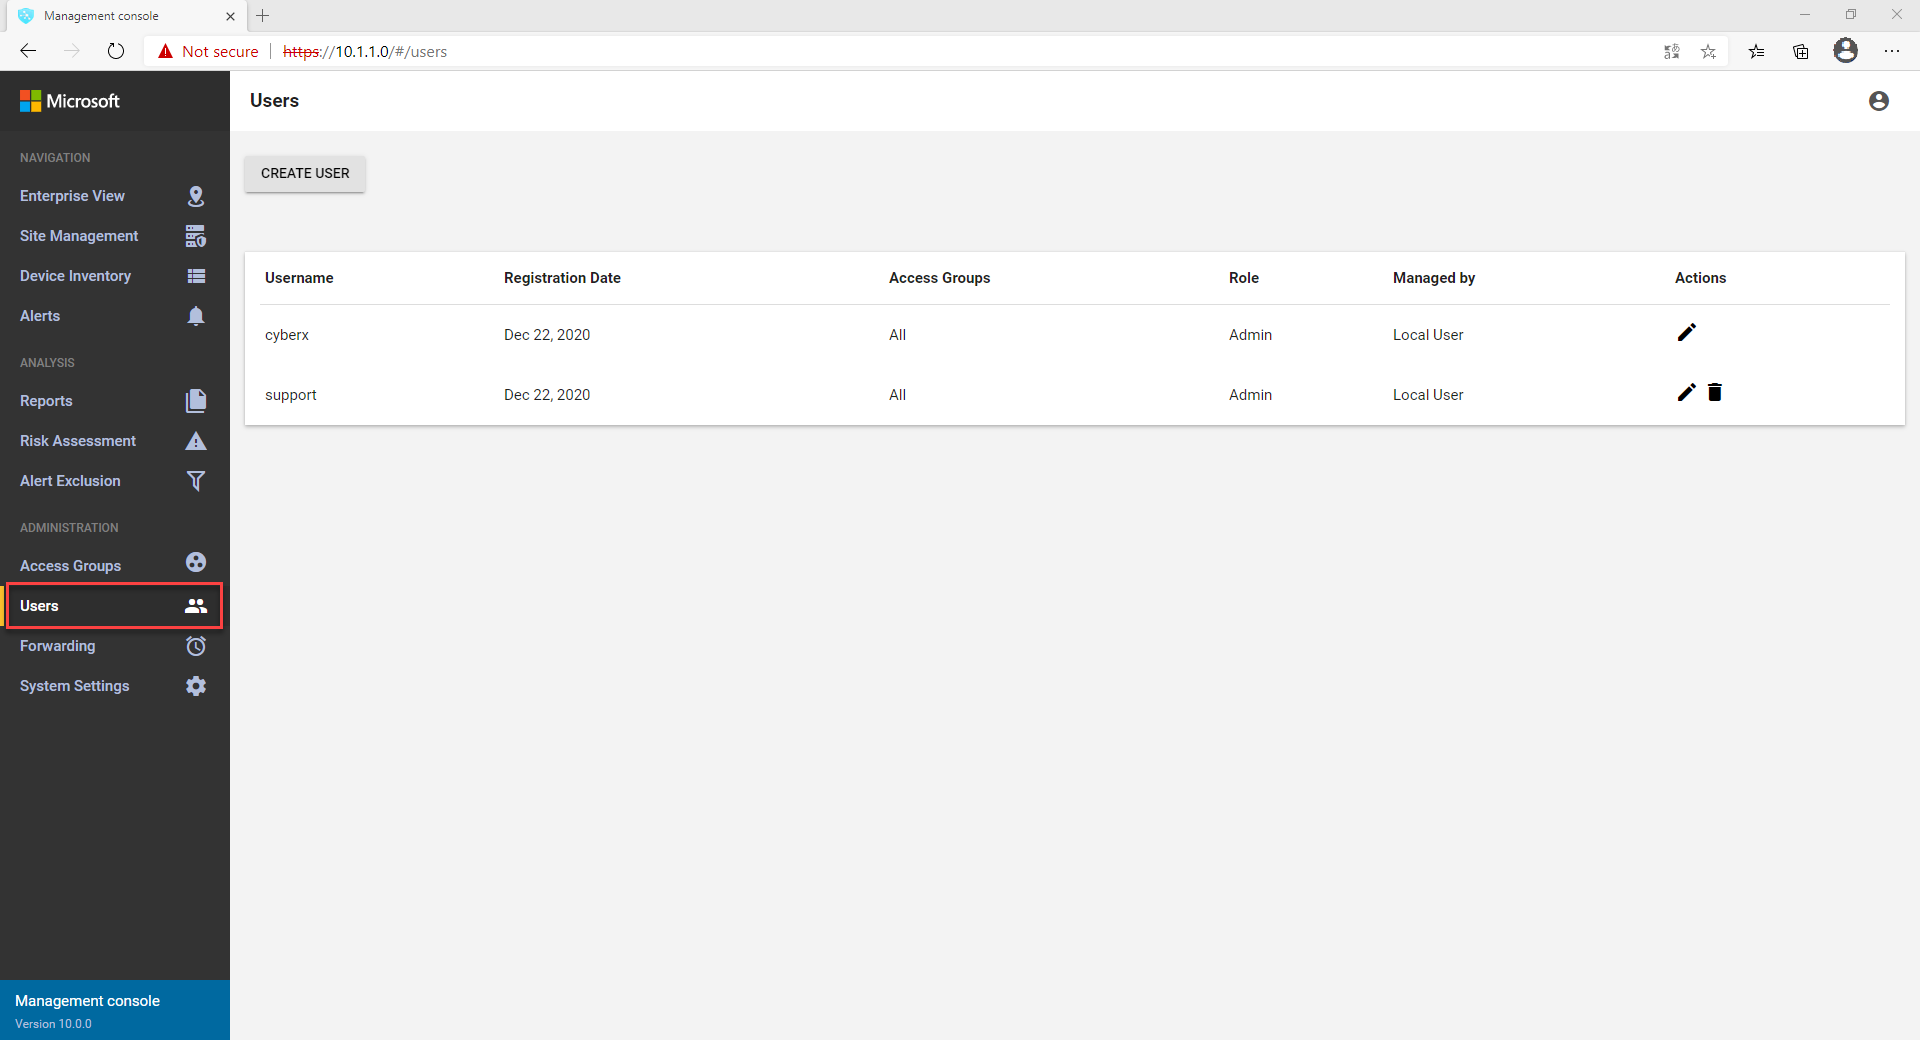 Management console
Not secure
https://10.1.1.0/#/users
Microsoft
Users
NAVIGATION
Enterprise View
Site Management
Device Inventory
Alerts
ANALYSIS
Reports
Risk Assessment
Alert Exclusion
ADMINISTRATION
Access Groups
Users
Forwarding
System Settings
Management console
Version 10.0.0
CREATE USER
Username Registration Date Access Groups Role Managed by Actions
cyberx Dec 22, 2020 All Admin Local User
support Dec 22, 2020 All Admin Local User